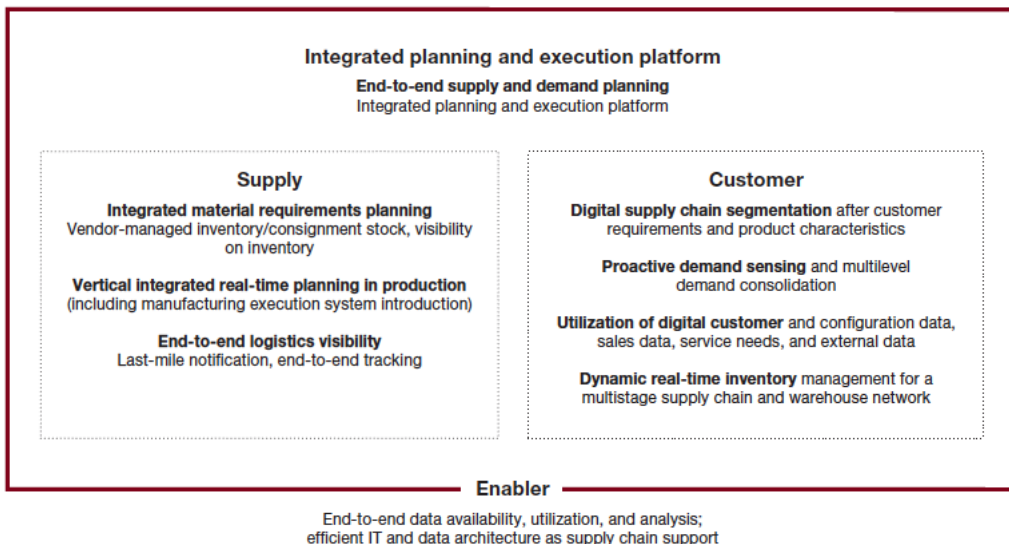 Integrated planning and execution platform
End-to-end supply and demand planning
Integrated planning and execution platform
Supply
Integrated material requirements planning
Vendor-managed inventory/consignment stock, visibility
on inventory
Vertical integrated real-time planning in production
(including manufacturing execution system introduction)
End-to-end logistics visibility
Last-mile notification, end-to-end tracking
Customer
Digital supply chain segmentation after customer
requirements and product characteristics
Proactive demand sensing and multilevel
demand consolidation
Utilization of digital customer and configuration data,
sales data, service needs, and external data
Dynamic real-time inventory management for a
multistage supply chain and warehouse network
Enabler
End-to-end data availability, utilization, and analysis;
efficient IT and data architecture as supply chain support